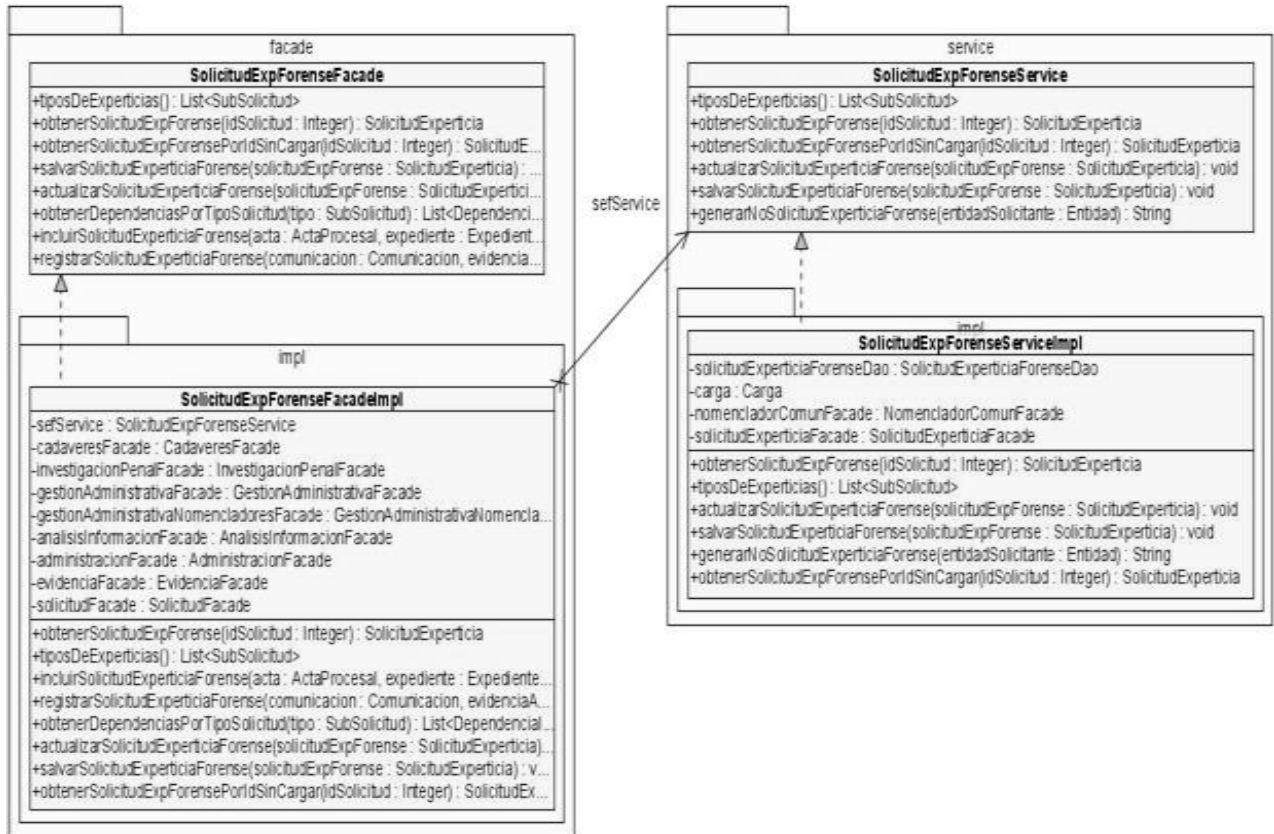 facade
SolicitudExpForenseFacade
+tiposDeExperticias() : List<SubSolicitud>
+obtenerSolicitudExpForense(idSolicitud : Integer) : SolicitudExperticia
+obtenerSolicitudExpForensePorIdSinCargar(idSolicitud : Integer) : SolicitudE...
+salvarSolicitudExperticiaForense(solicitudExpForense : SolicitudExperticia) : ...
+actualizarSolicitudExperticiaForense(solicitudExpForense : SolicitudExpertici...
+obtenerDependenciasPorTipoSolicitud(tipo : SubSolicitud) : List<Dependenci...
+incluirSolicitudExperticiaForense(acta : ActaProcesal, expediente : Expedient...
+registrarSolicitudExperticiaForense(comunicacion : Comunicacion, evidencia...
impl
SolicitudExpForenseFacadeImpl
-sefService : SolicitudExpForenseService
-cadaveresFacade : CadaveresFacade
-investigacionPenalFacade : InvestigacionPenalFacade
-gestionAdministrativaFacade : GestionAdministrativaFacade
-gestionAdministrativaNomencladoresFacade : GestionAdministrativaNomencla...
-analisisInformacionFacade : AnalisisInformacionFacade
-administracionFacade : AdministracionFacade
-evidenciaFacade : EvidenciaFacade
-solicitudFacade : SolicitudFacade
+obtenerSolicitudExpForense(idSolicitud : Integer) : SolicitudExperticia
+tiposDeExperticias() : List<SubSolicitud>
+incluirSolicitudExperticiaForense(acta : ActaProcesal, expediente : Expediente...
+registrarSolicitudExperticiaForense(comunicacion : Comunicacion, evidenciaA...
+obtenerDependenciasPorTipoSolicitud(tipo : SubSolicitud) : List<Dependencial...
+actualizarSolicitudExperticiaForense(solicitudExpForense : SolicitudExperticia)...
+salvarSolicitudExperticiaForense(solicitudExpForense : SolicitudExperticia) : v...
+obtenerSolicitudExpForensePorIdSinCargar(idSolicitud : Integer) : SolicitudEx...
sefService
service
SolicitudExpForenseService
+tiposDeExperticias() : List<SubSolicitud>
+obtenerSolicitudExpForense(idSolicitud : Integer) : SolicitudExperticia
+obtenerSolicitudExpForensePorIdSinCargar(idSolicitud : Integer) : SolicitudExperticia
+actualizarSolicitudExperticiaForense(solicitudExpForense : SolicitudExperticia) : void
+salvarSolicitudExperticiaForense(solicitudExpForense : SolicitudExperticia) : void
+generarNoSolicitudExperticiaForense(entidadSolicitante : Entidad) : String
impl
SolicitudExpForenseServiceImpl
-solicitudExperticiaForenseDao : SolicitudExperticiaForenseDao
-carga : Carga
-nomencladorComunFacade : NomencladorComunFacade
-solicitudExperticiaFacade : SolicitudExperticiaFacade
+obtenerSolicitudExpForense(idSolicitud : Integer) : SolicitudExperticia
+tiposDeExperticias() : List<SubSolicitud>
+actualizarSolicitudExperticiaForense(solicitudExpForense : SolicitudExperticia) : void
+salvarSolicitudExperticiaForense(solicitudExpForense : SolicitudExperticia) : void
+generarNoSolicitudExperticiaForense(entidadSolicitante : Entidad) : String
+obtenerSolicitudExpForensePorIdSinCargar(idSolicitud : Integer) : SolicitudExperticia